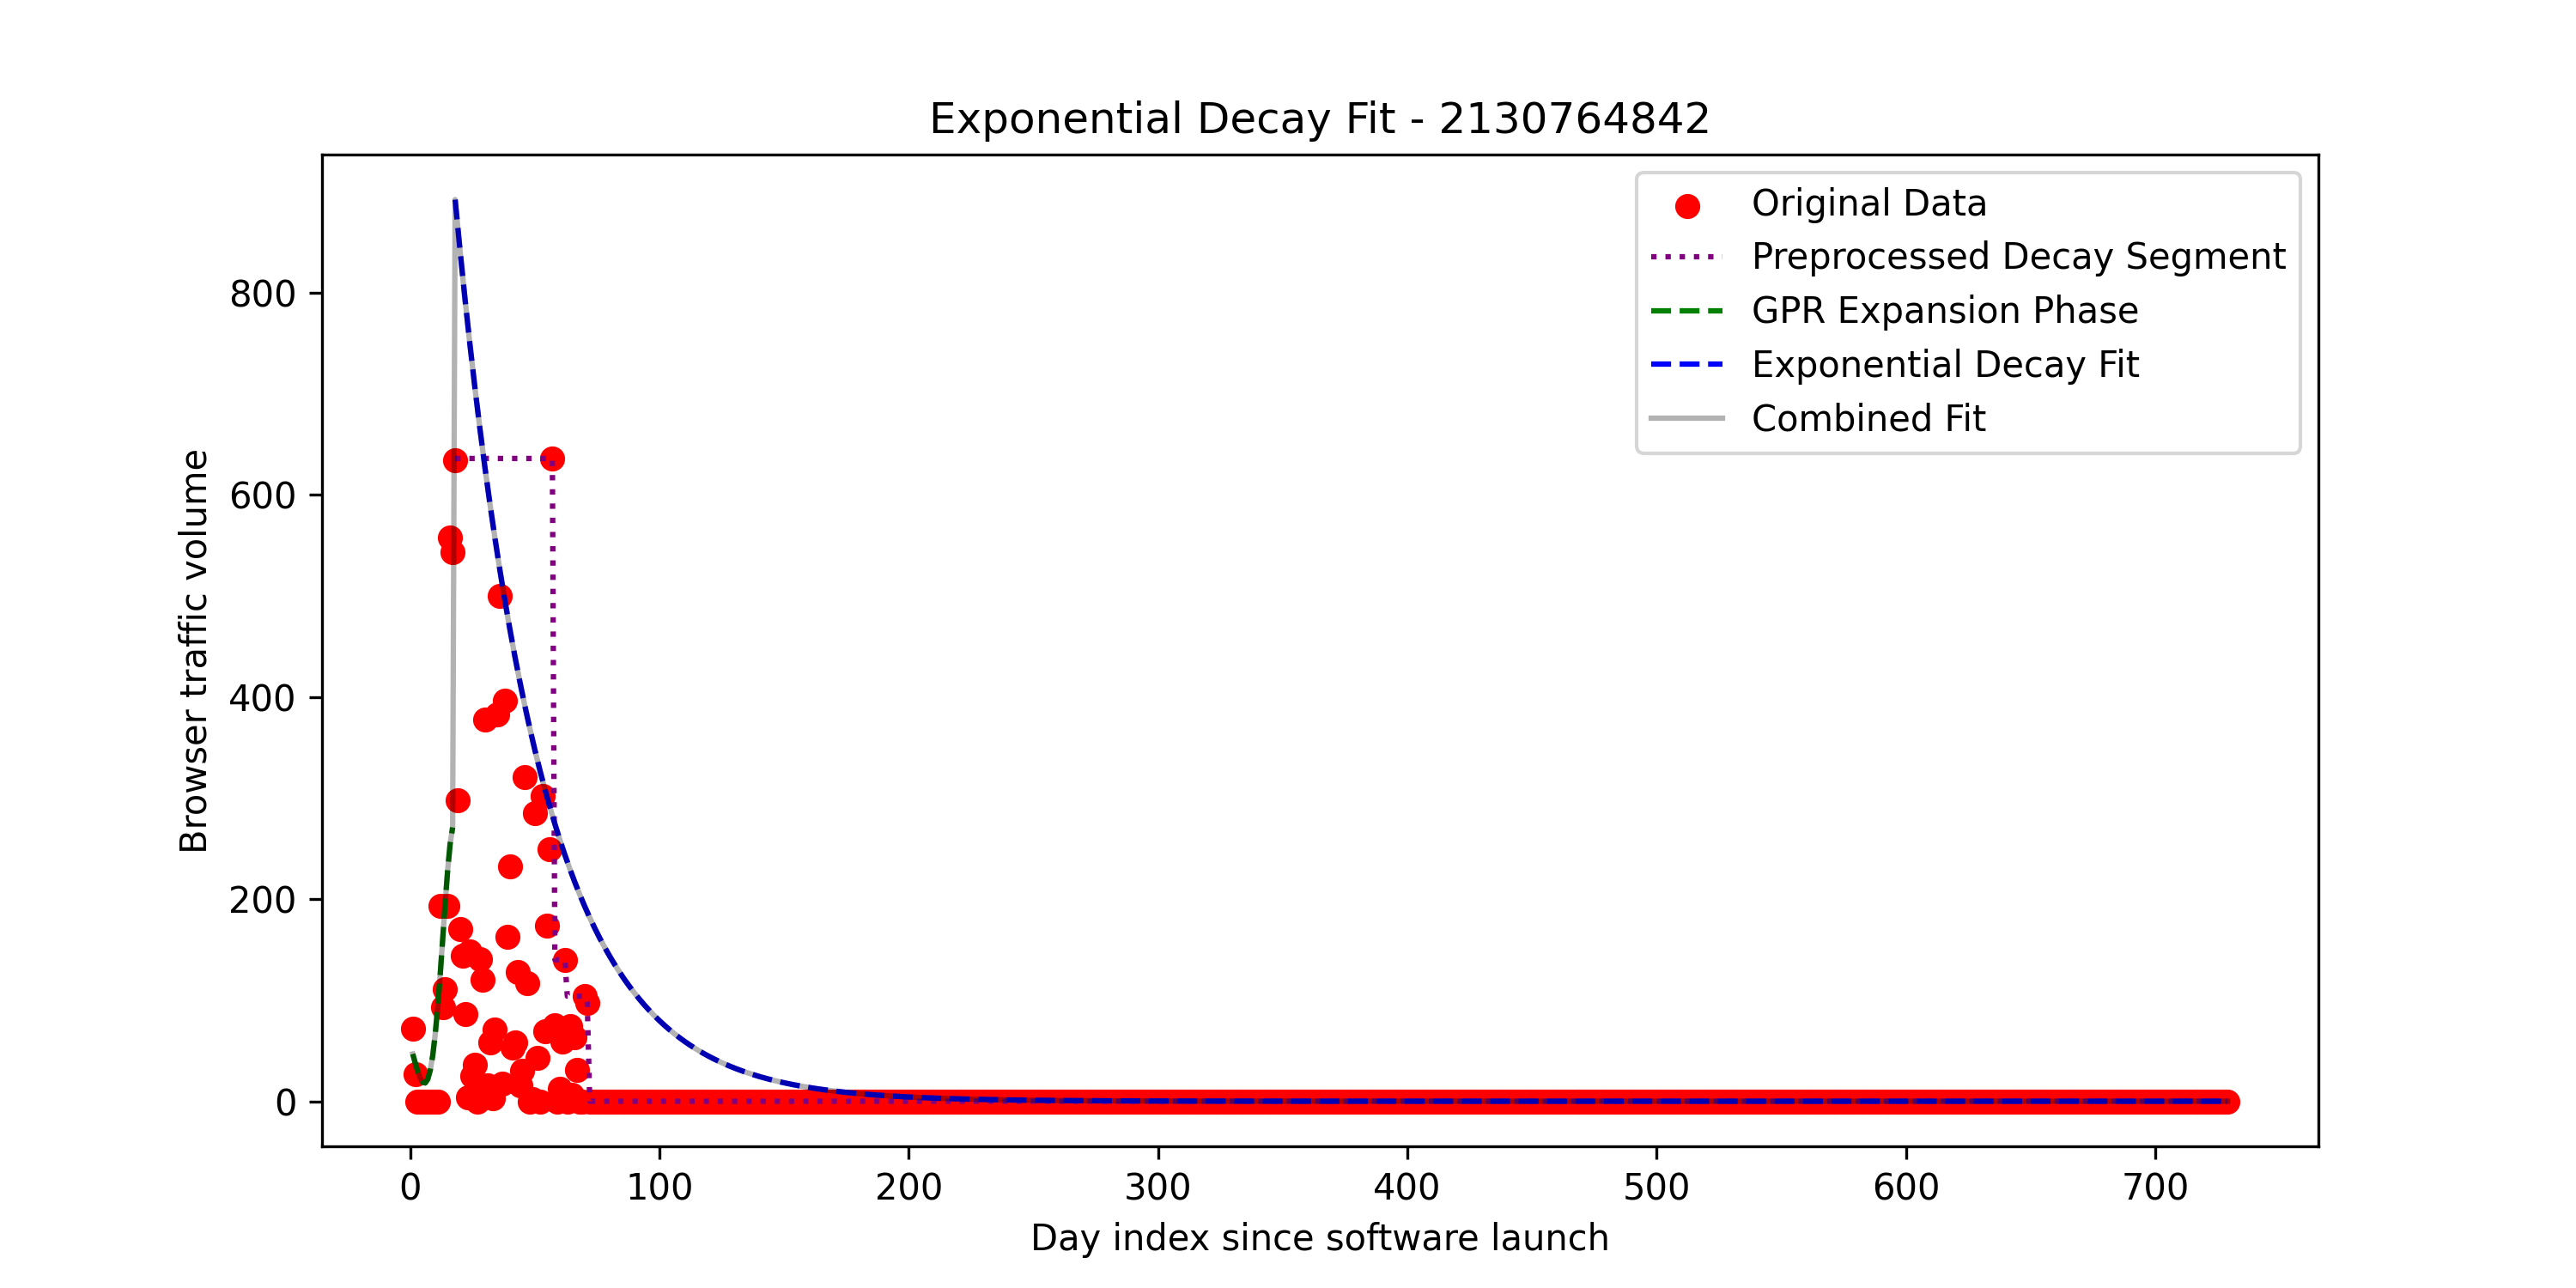 Exponential Decay Fit - 2130764842
Original Data
Preprocessed Decay Segment
GPR Expansion Phase
Exponential Decay Fit
Combined Fit
Browser traffic volume
800
600
400
200
0
0 100 200 300 400 500 600 700
Day index since software launch